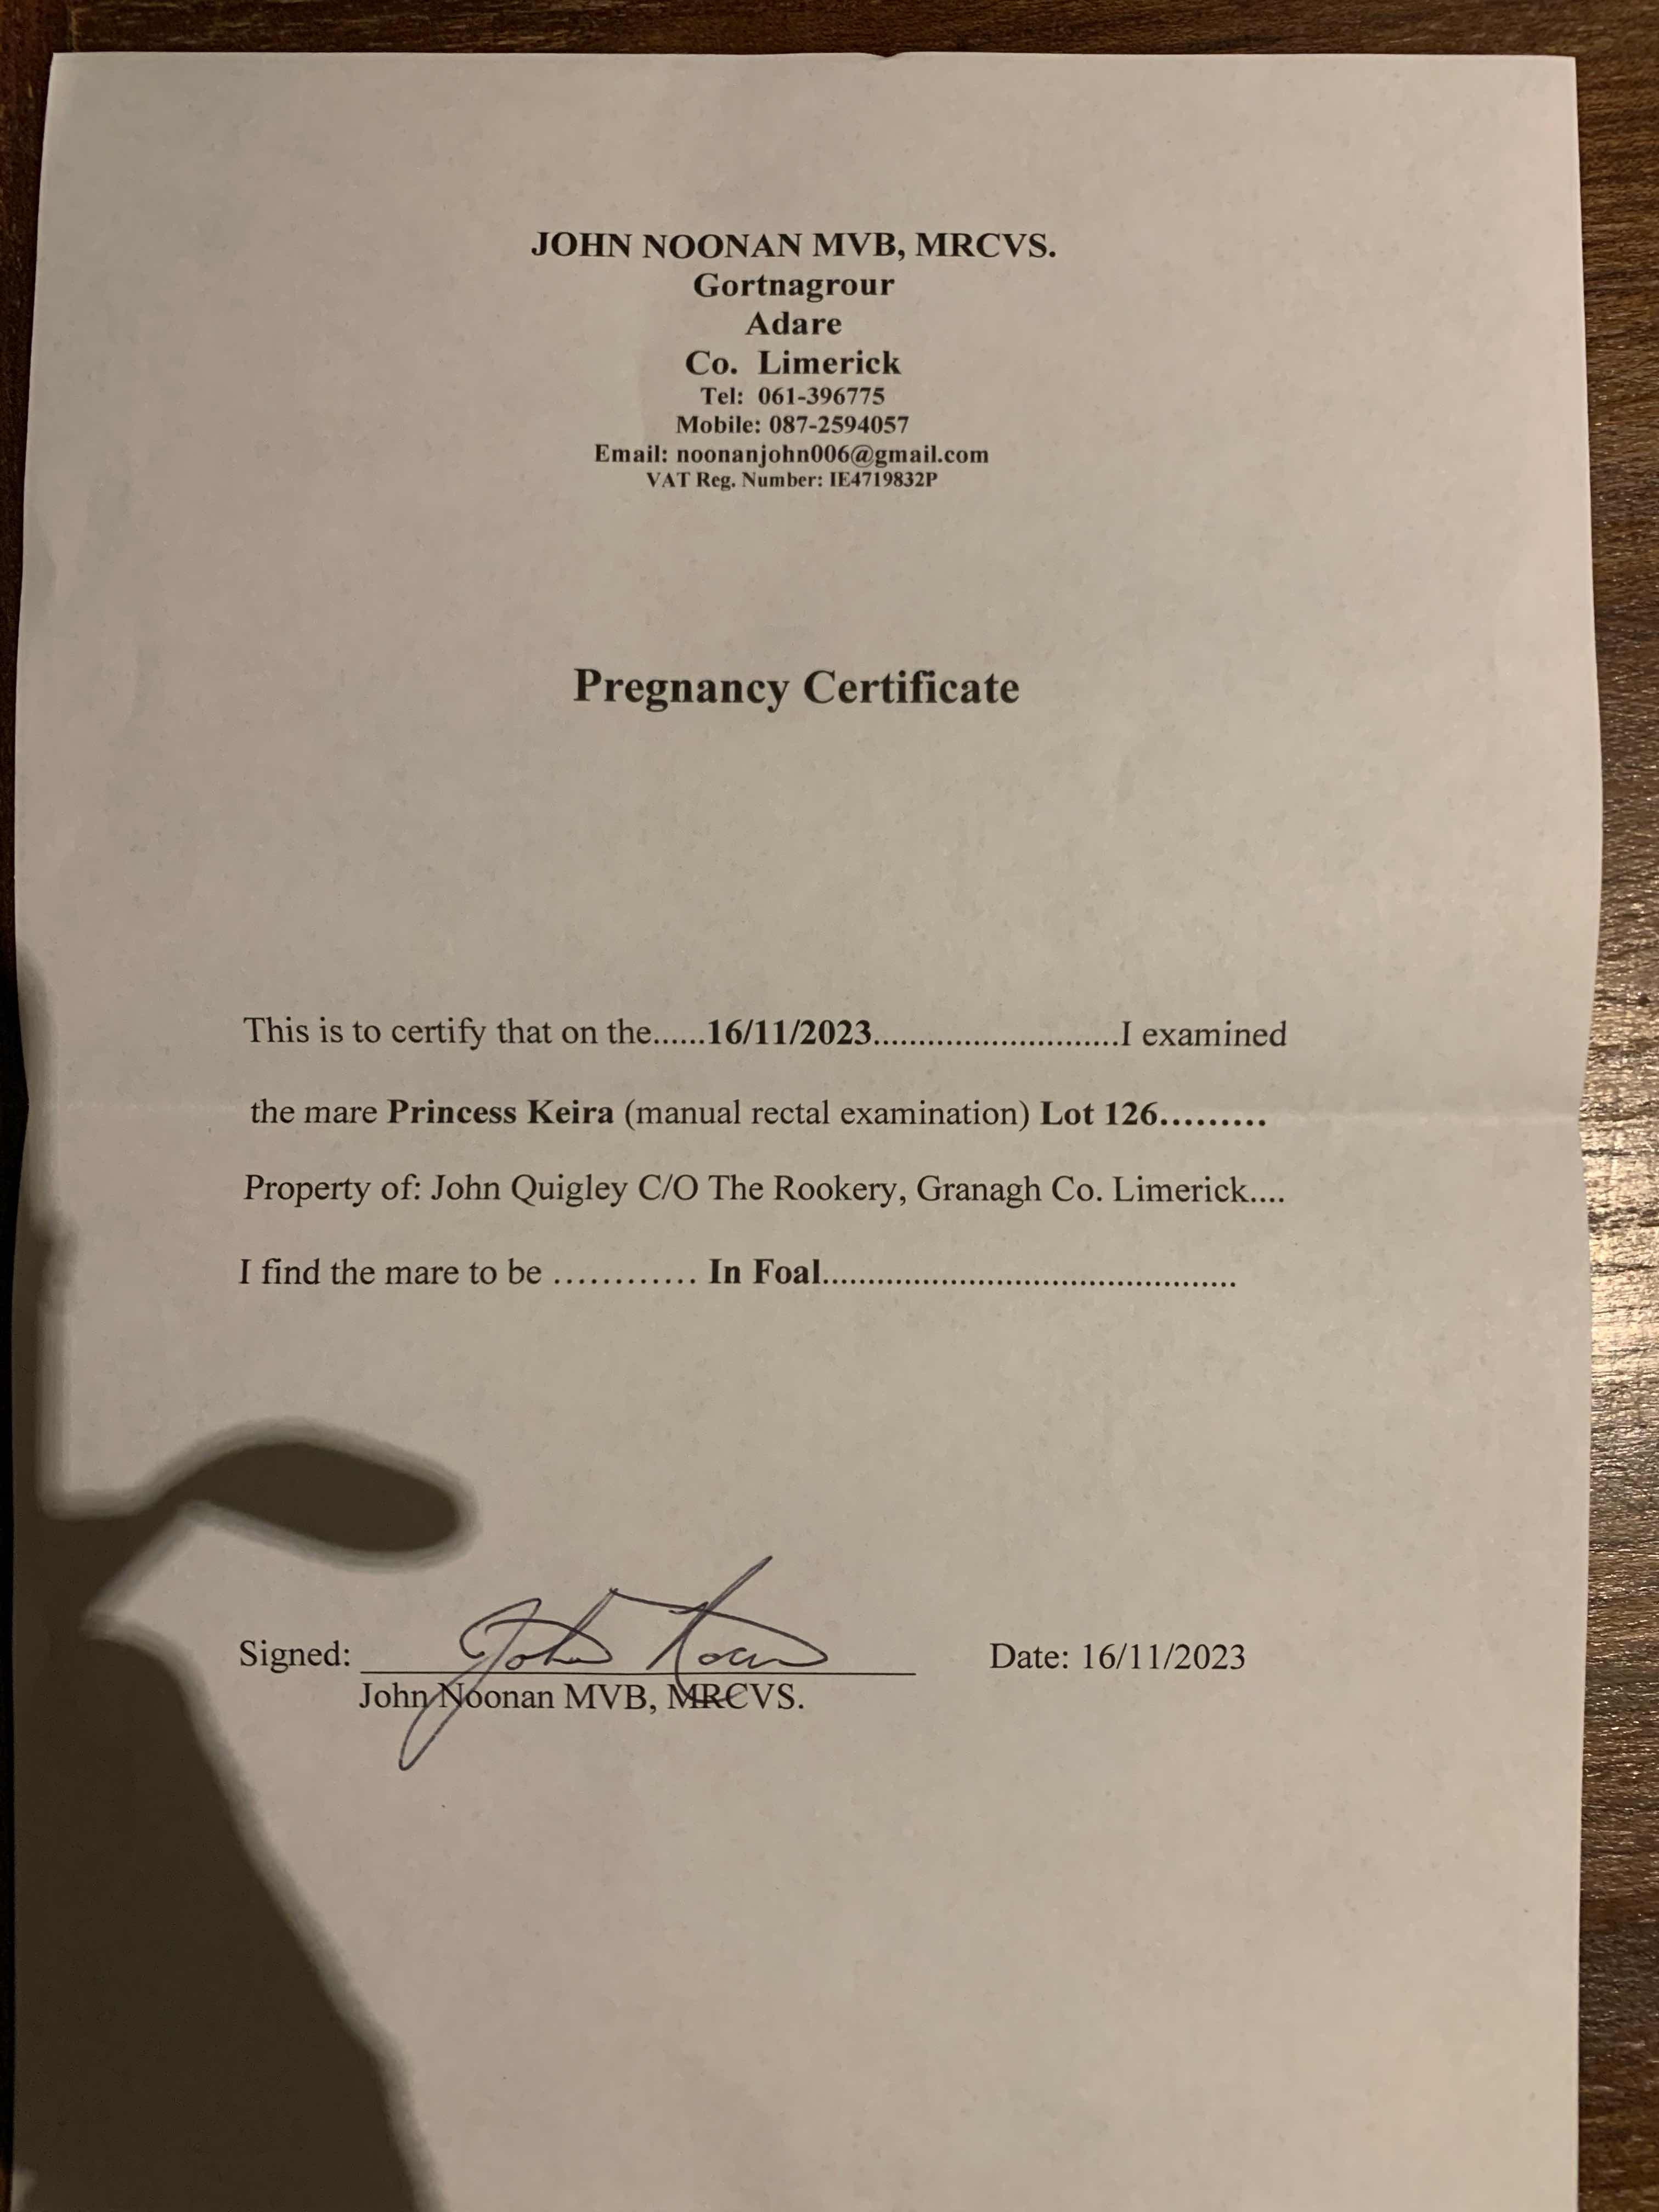 JOHN NOONAN MVB, MRCVS.
Gortnagrour
Adare
Co. Limerick
Tel: 061-396775
Mobile: 087-2594057
Email: noonanjohn006@gmail.com
VAT Reg. Number: IE4719832P
Pregnancy Certificate
This is to certify that on the......16/11/2023...........................I examined
the mare Princess Keira (manual rectal examination) Lot 126.........
Property of: John Quigley C/O The Rookery, Granagh Co. Limerick....
I find the mare to be ............ In Foal..............................................
Signed: John Noonan Date: 16/11/2023
John Noonan MVB, MRCVS.